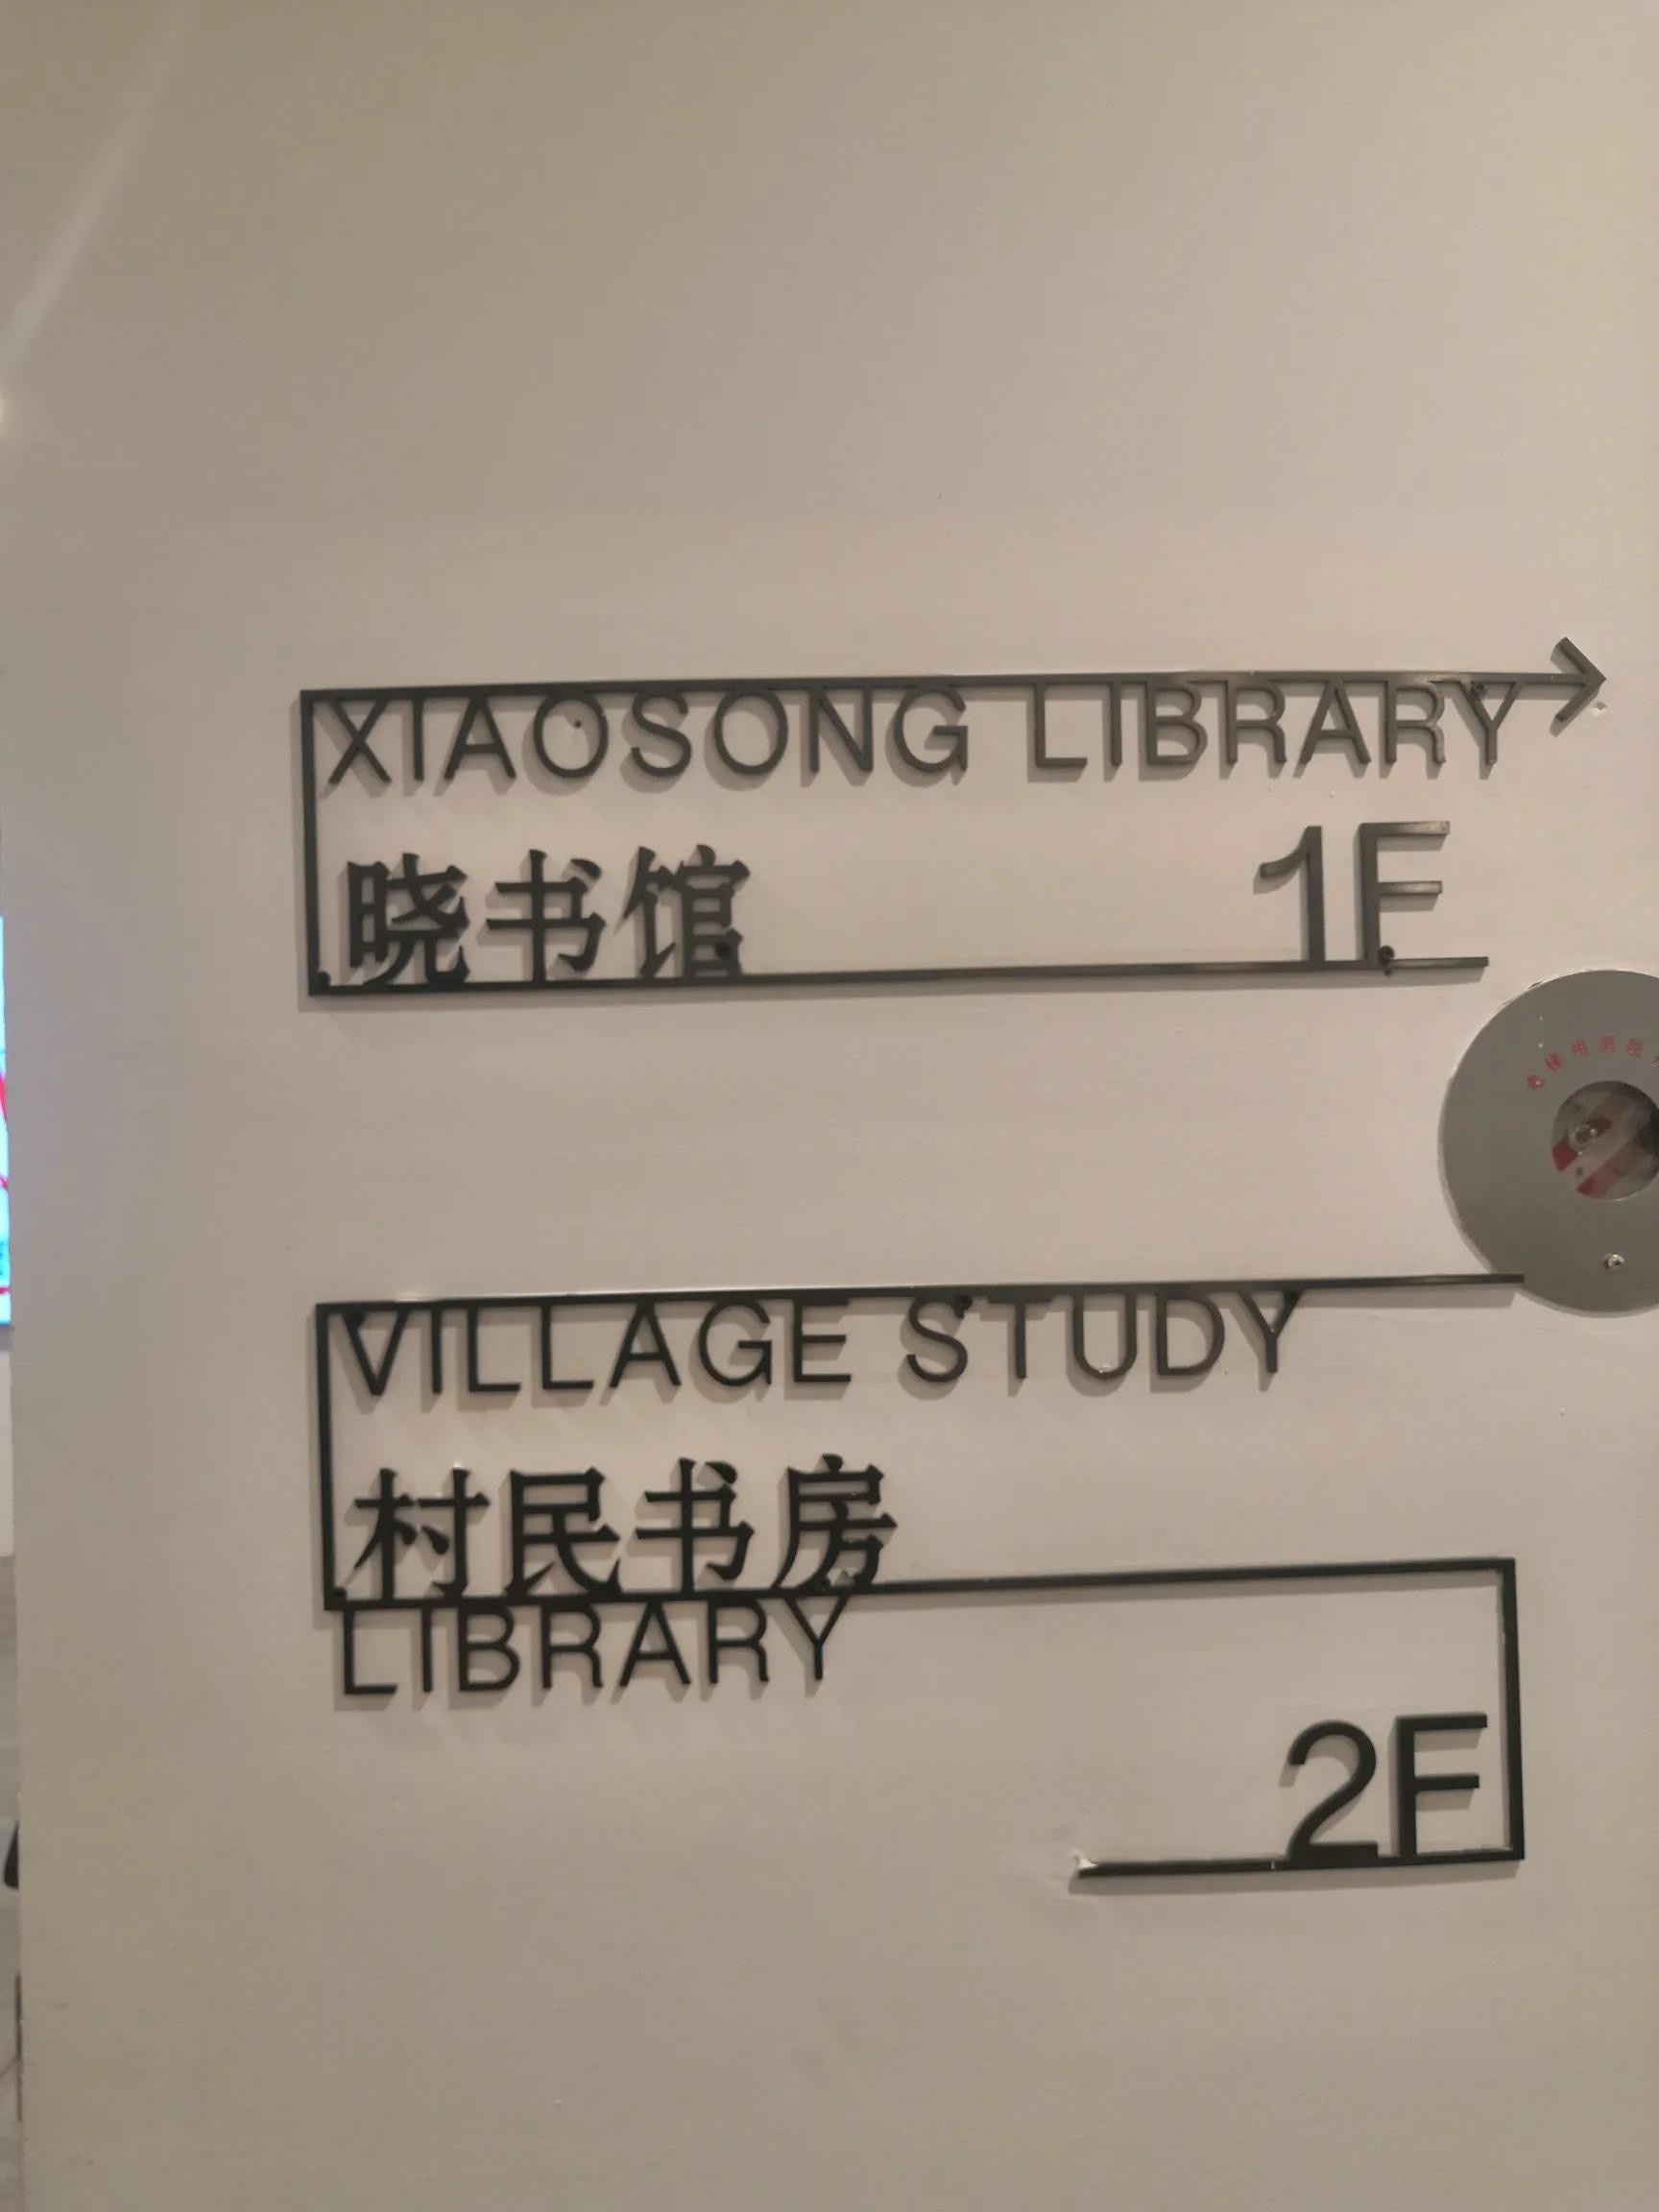 XIAOSONG LIBRARY
晓书馆 1F
VILLAGE STUDY
村民书房
LIBRARY
2F